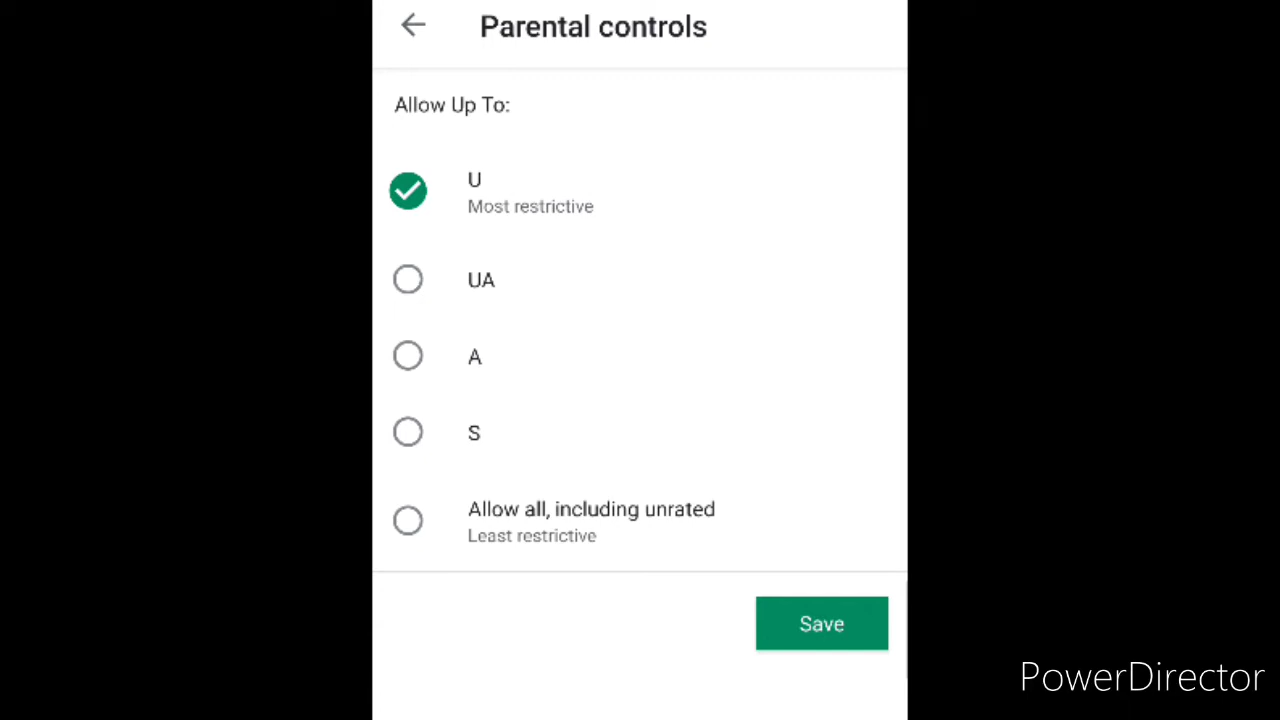 Parental controls
Allow Up To:
U
Most restrictive
UA
A
S
Allow all, including unrated
Least restrictive
Save
PowerDirector